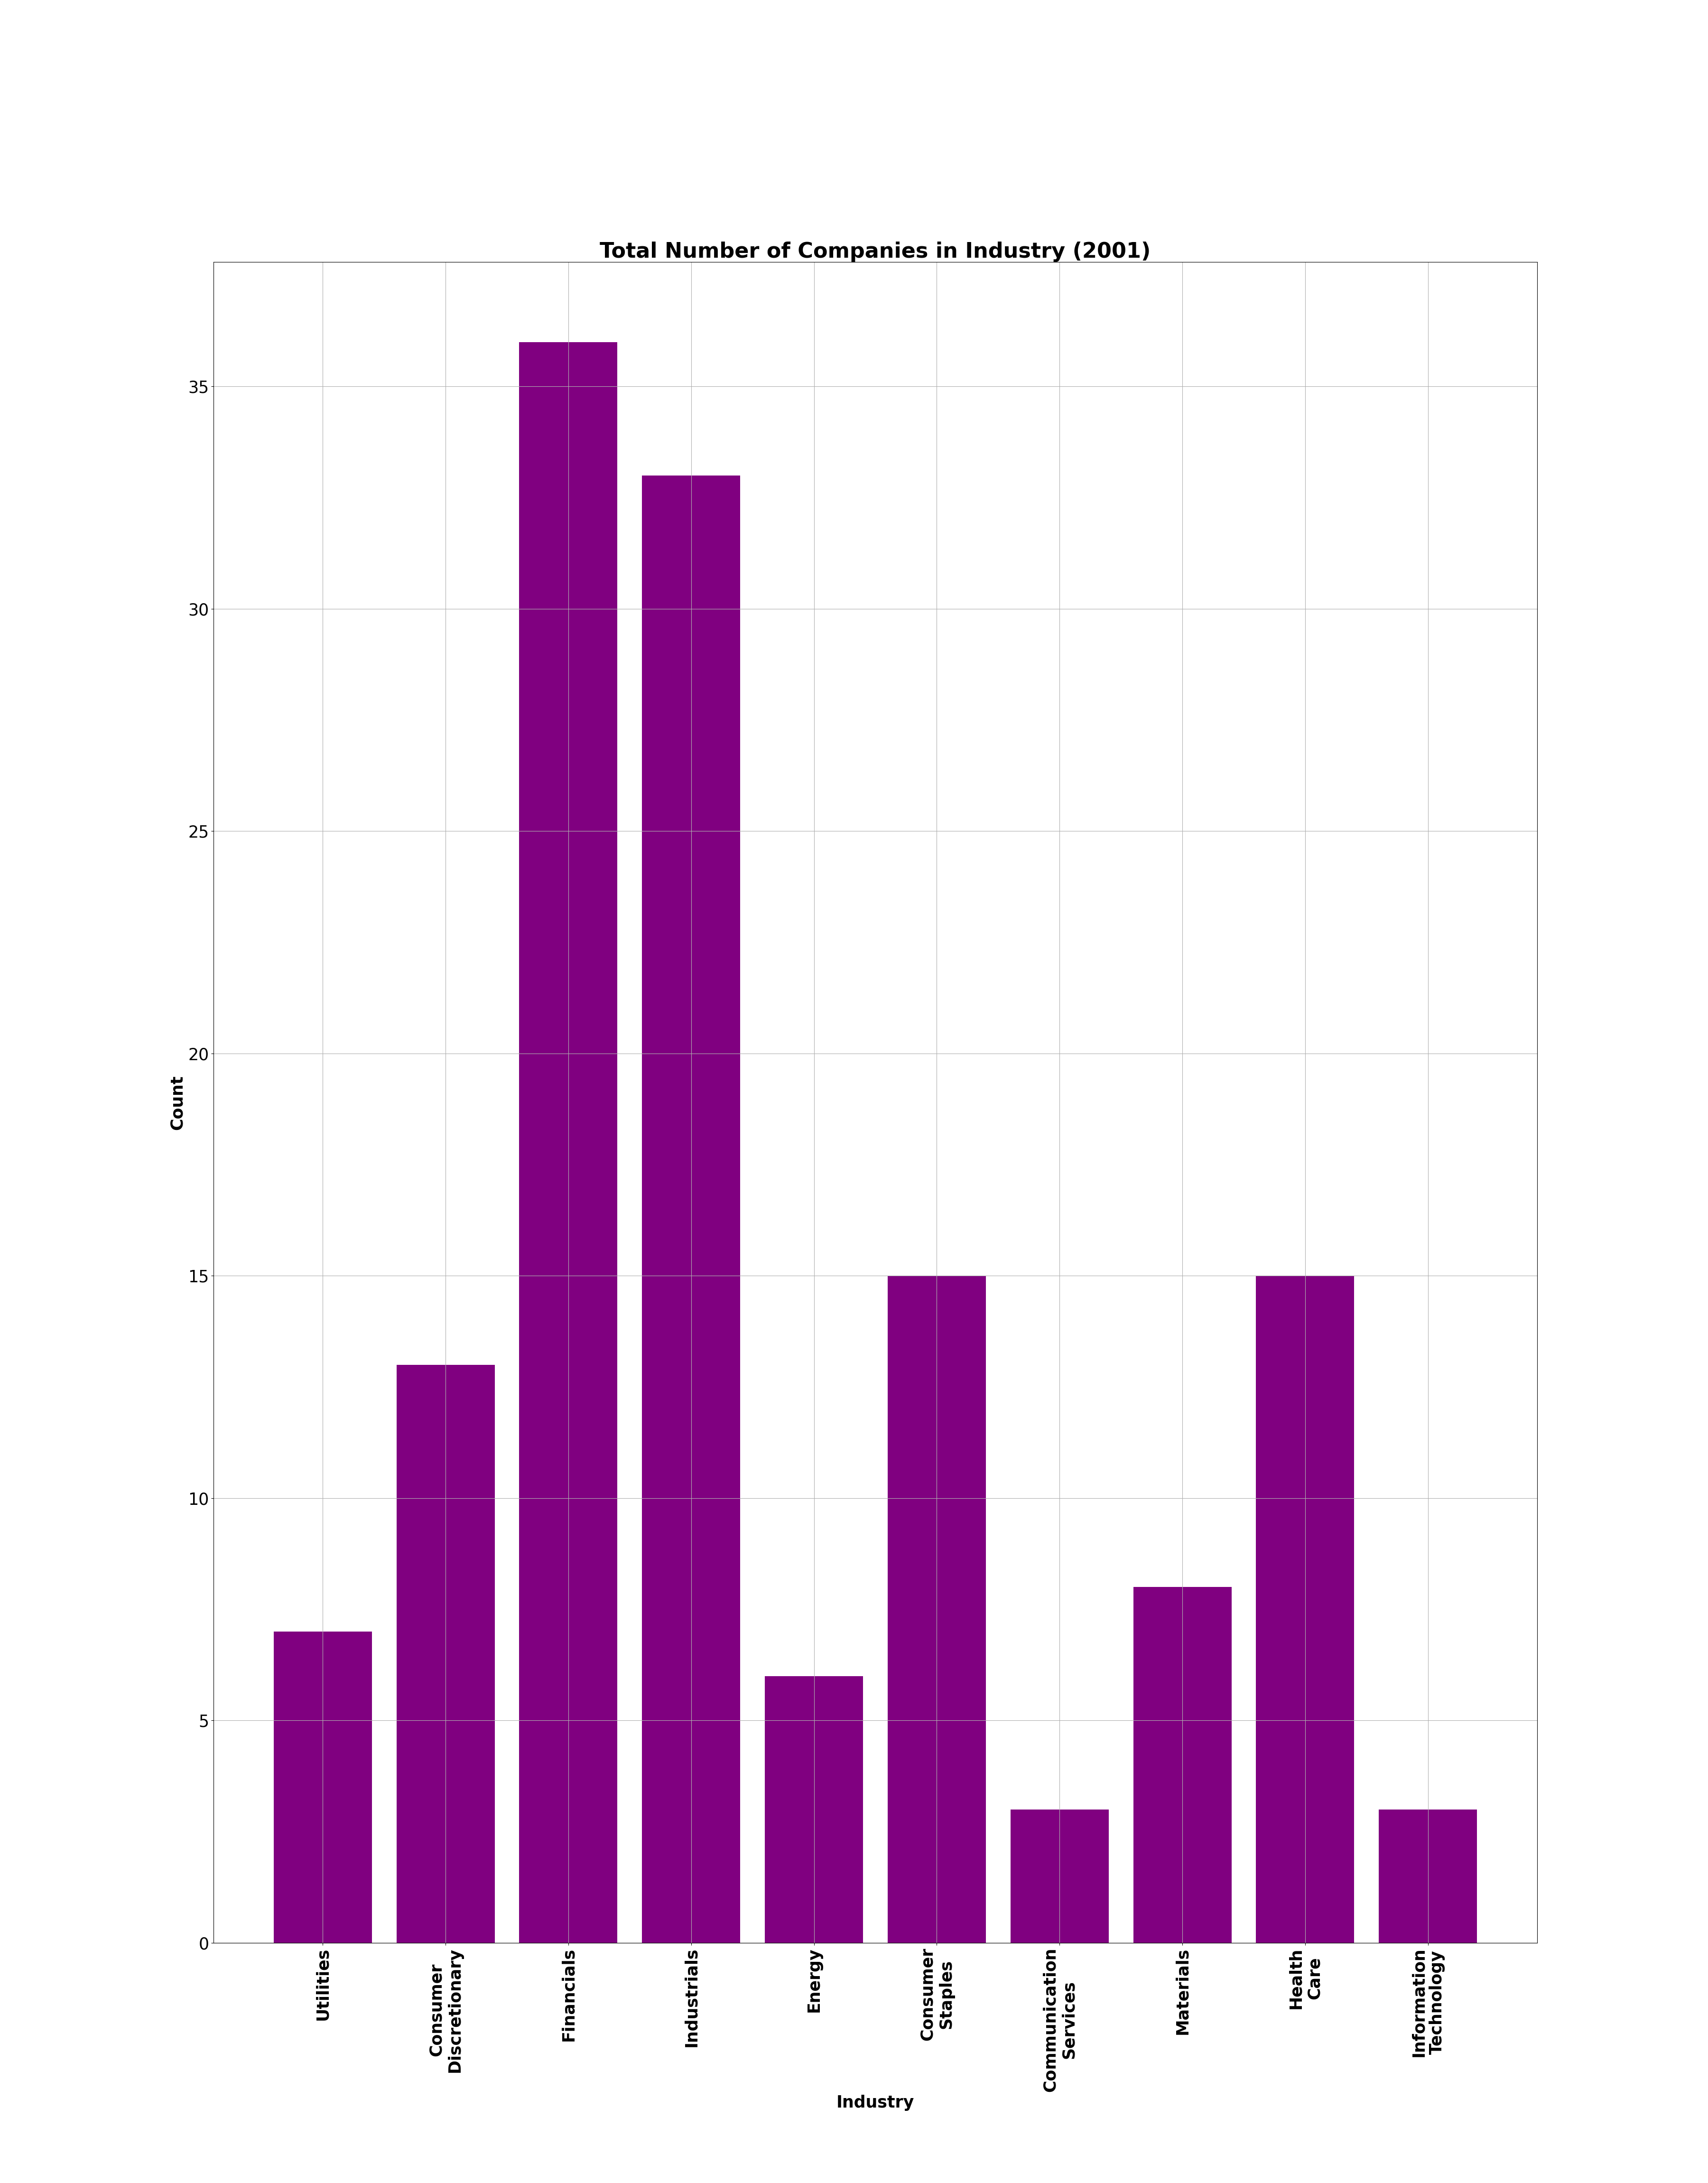 Total Number of Companies in Industry (2001)
35
30
25
20
15
10
5
0
Count
Utilities
Consumer
Discretionary
Financials
Industrials
Energy
Consumer
Staples
Communication
Services
Materials
Health
Care
Information
Technology
Industry